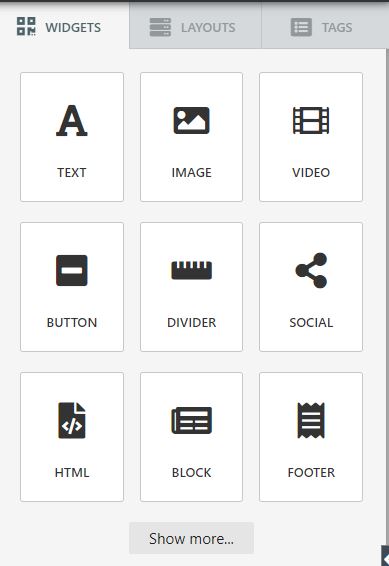 WIDGETS LAYOUTS TAGS
TEXT IMAGE VIDEO
BUTTON DIVIDER SOCIAL
HTML BLOCK FOOTER
Show more...